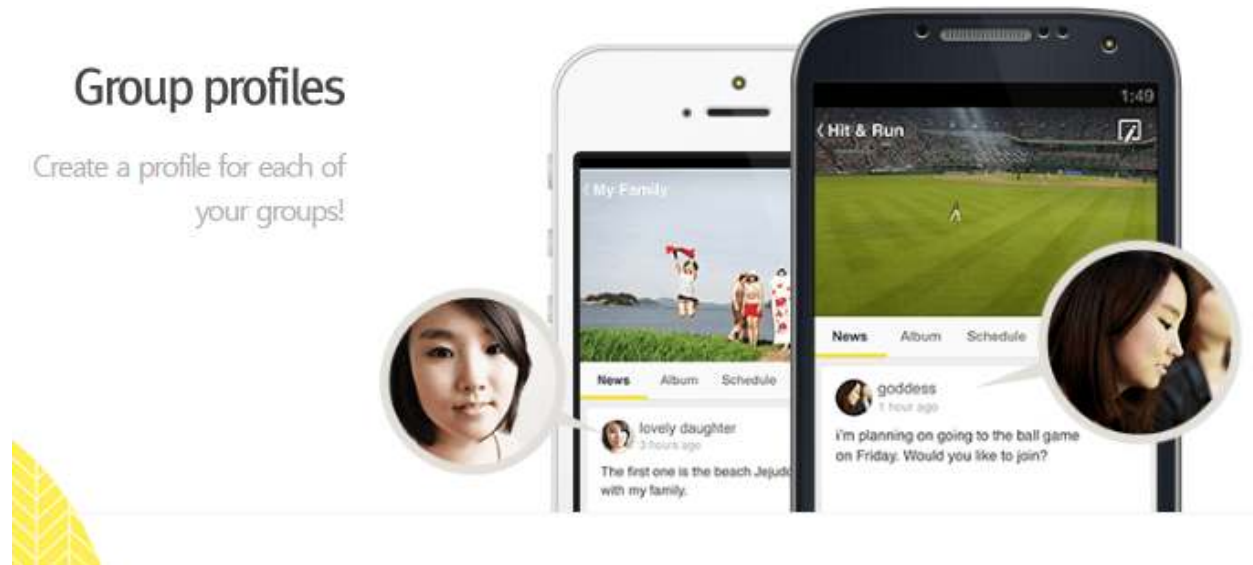 Group profiles
Create a profile for each of
your groups!
My Family
News Album Schedule
lovely daughter
3 hours ago
The first one is the beach Jejudo
with my family.
1:49
Hit & Run
News Album Schedule
goddess
1 hour ago
i'm planning on going to the ball game
on Friday. Would you like to join?